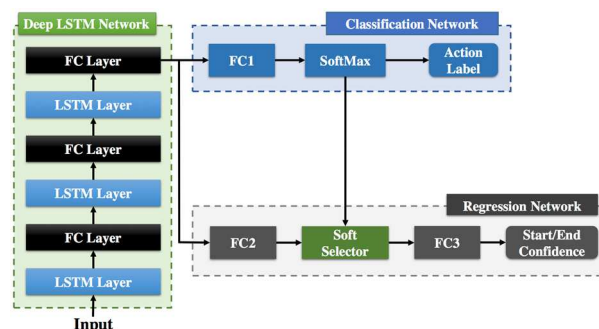 Deep LSTM Network
FC Layer
LSTM Layer
FC Layer
LSTM Layer
FC Layer
LSTM Layer
Input
Classification Network
FC1
SoftMax
Action
Label
Regression Network
FC2
Soft
Selector
FC3
Start/End
Confidence